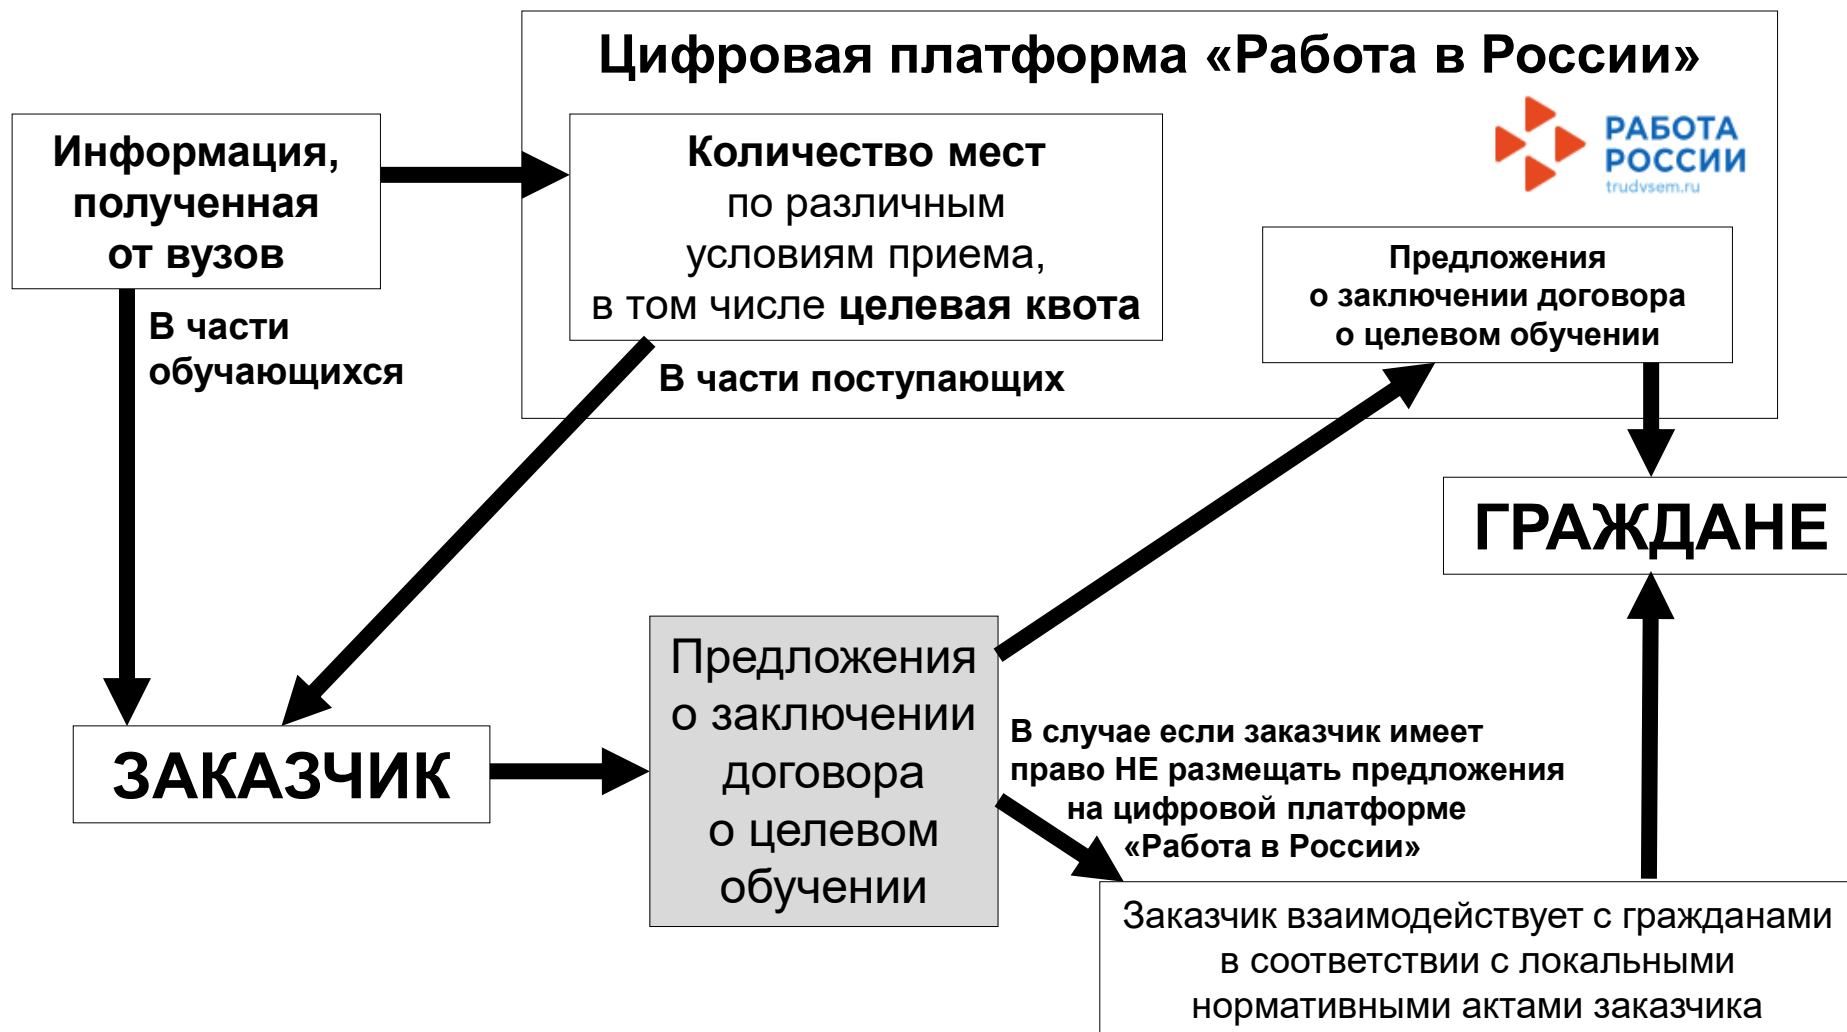 Цифровая платформа «Работа в России»
РАБОТА
РОССИИ
trudvsem.ru
Информация,
полученная
от вузов
Количество мест
по различным
условиям приема,
в том числе целевая квота
Предложения
о заключении договора
о целевом обучении
В части
обучающихся
В части поступающих
ГРАЖДАНЕ
ЗАКАЗЧИК
Предложения
о заключении
договора
о целевом
обучении
В случае если заказчик имеет
право НЕ размещать предложения
на цифровой платформе
«Работа в России»
Заказчик взаимодействует с гражданами
в соответствии с локальными
нормативными актами заказчика